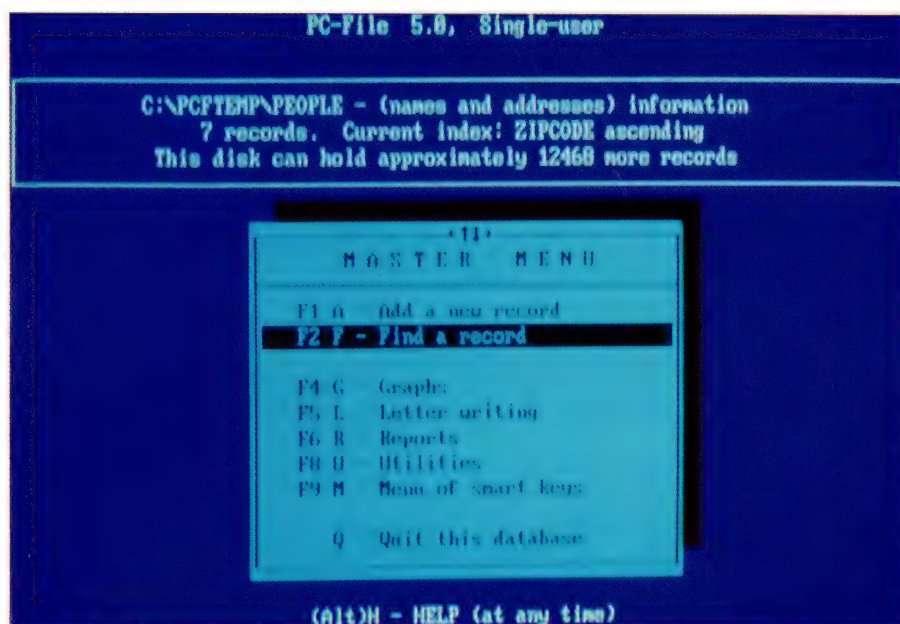 PC-File 5.0, Single-user
C:\PCFTEMP\PEOPLE - (names and addresses) information
7 records. Current index: ZIPCODE ascending
This disk can hold approximately 12468 more records
MASTER MENU
F1 A - Add a new record
F2 F - Find a record
F4 G - Graphs
F5 L - Letter writing
F6 R - Reports
F8 U - Utilities
F9 M - Menu of smart keys
Q - Quit this database
(Alt)H - HELP (at any time)